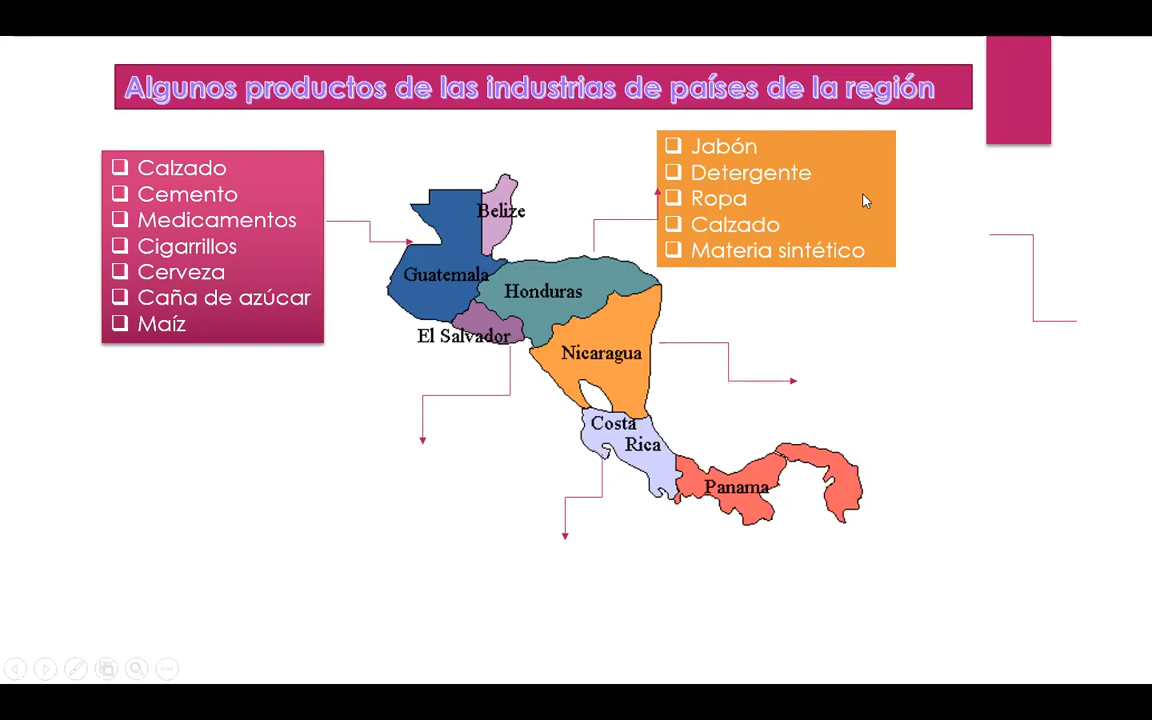 Algunos productos de las industrias de países de la región
Calzado
Cemento
Medicamentos
Cigarrillos
Cerveza
Caña de azúcar
Maíz
Jabón
Detergente
Ropa
Calzado
Materia sintético
Belize
Guatemala
Honduras
El Salvador
Nicaragua
Costa
Rica
Panama